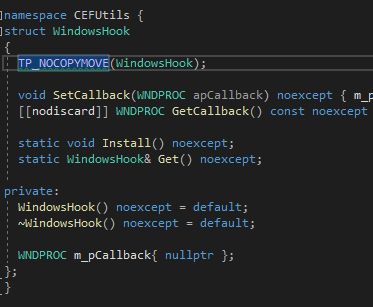 namespace CEFUtils {
struct WindowsHook
{
TP_NOCOPYMOVE(WindowsHook);
void SetCallback(WNDPROC apCallback) noexcept { m_p
[[nodiscard]] WNDPROC GetCallback() const noexcept
static void Install() noexcept;
static WindowsHook& Get() noexcept;
private:
WindowsHook() noexcept = default;
~WindowsHook() noexcept = default;
WNDPROC m_pCallback{ nullptr };
};
}